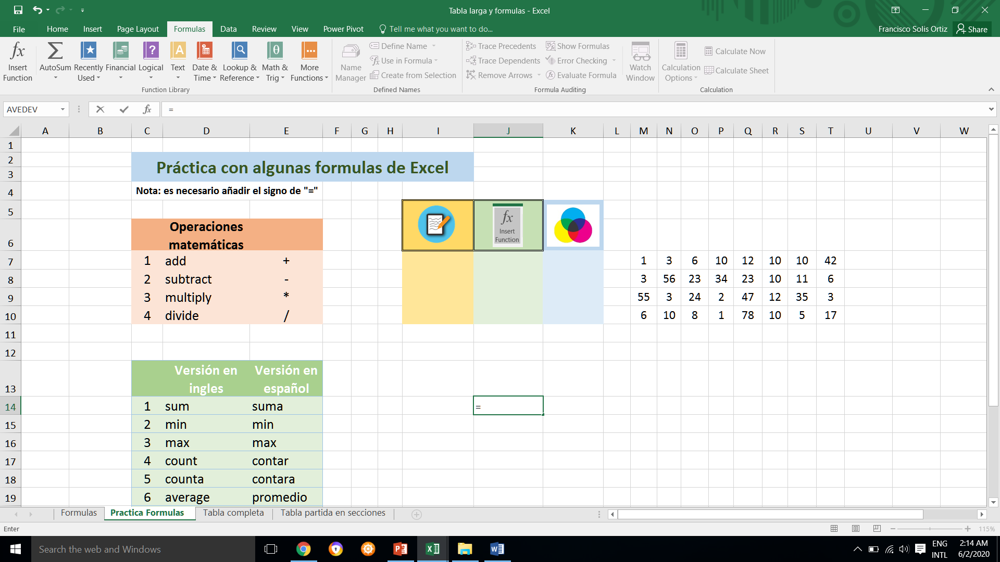 Tabla larga y formulas - Excel
File Home Insert Page Layout Formulas Data Review View Power Pivot Tell me what you want to do... Francisco Solis Ortiz Share
Insert Function
AutoSum
Recently Used
Financial
Logical
Text
Date & Time
Lookup & Reference
Math & Trig
More Functions
Function Library
Name Manager
Define Name
Use in Formula
Create from Selection
Defined Names
Trace Precedents
Trace Dependents
Remove Arrows
Show Formulas
Error Checking
Evaluate Formula
Formula Auditing
Watch Window
Calculation Options
Calculate Now
Calculate Sheet
Calculation
AVEDEV fx =
A B C D E F G H I J K L M N O P Q R S T U V W
1
2
Práctica con algunas formulas de Excel
3
4 Nota: es necesario añadir el signo de "="
5
fx
Insert
Function
Operaciones
6 matemáticas
7 1 add + 1 3 6 10 12 10 10 42
8 2 subtract - 3 56 23 34 23 10 11 6
9 3 multiply * 55 3 24 2 47 12 35 3
10 4 divide / 6 10 8 1 78 10 5 17
11
12
Versión en Versión en
13 ingles español
14 1 sum suma =
15 2 min min
16 3 max max
17 4 count contar
18 5 counta contara
19 6 average promedio
Formulas Practica Formulas Tabla completa Tabla partida en secciones
Enter 115%
Search the web and Windows
ENG
INTL
2:14 AM
6/2/2020